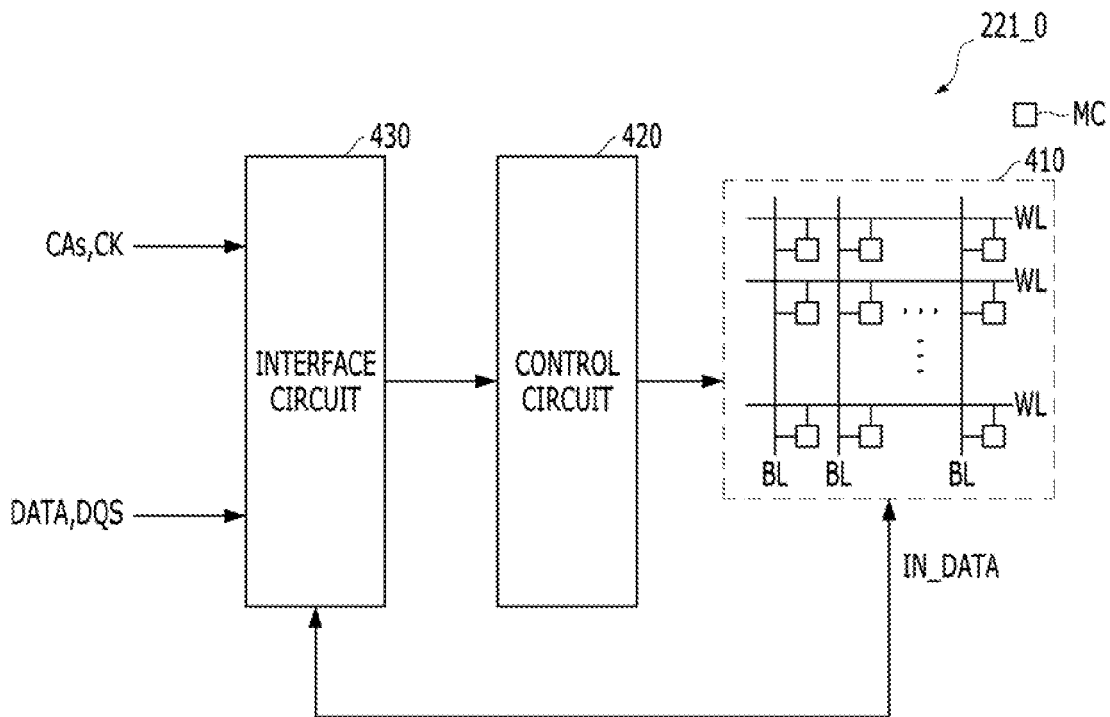 221_0
MC
430
420
410
CAs,CK
WL
WL
INTERFACE
CIRCUIT
CONTROL
CIRCUIT
WL
BL BL BL
DATA,DQS
IN_DATA